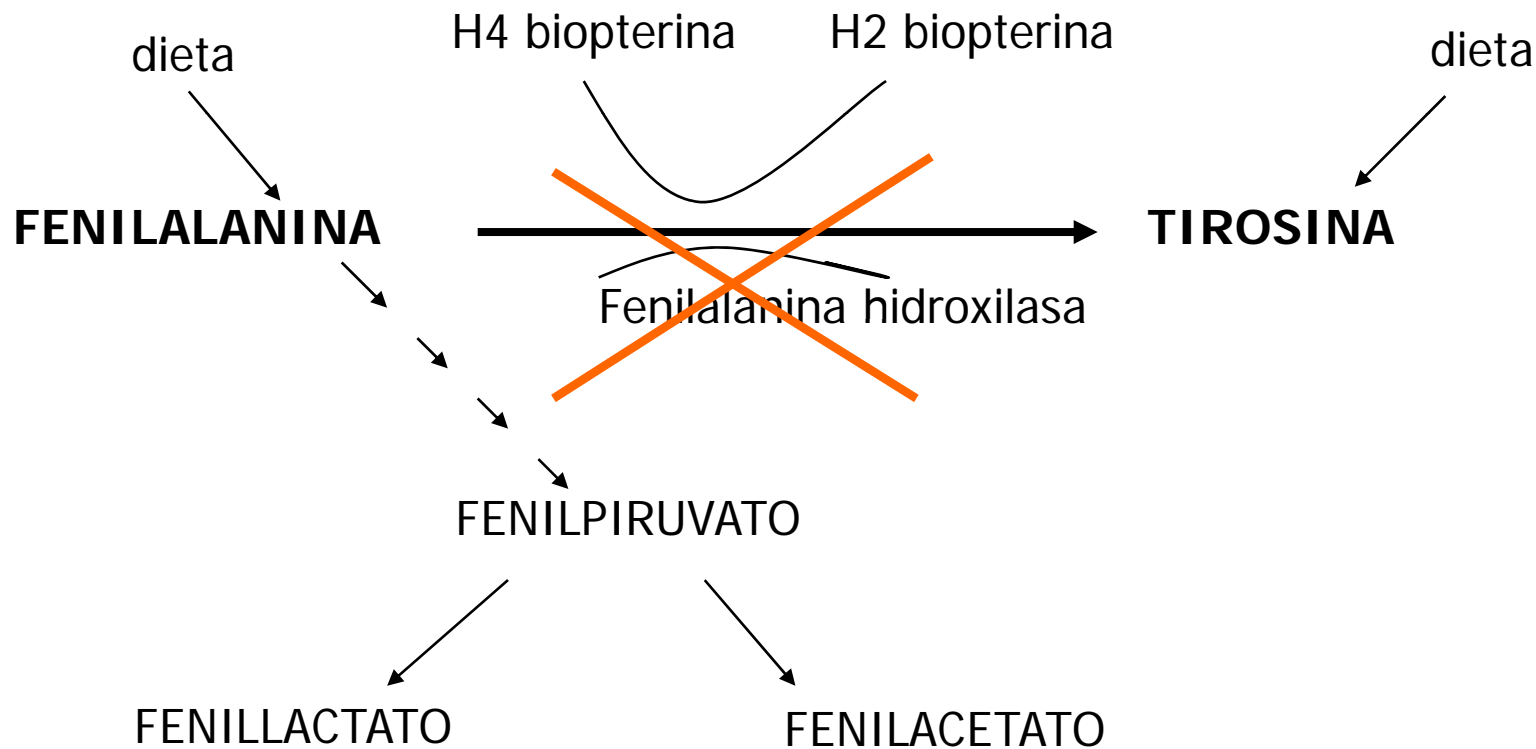 dieta
H4 biopterina
H2 biopterina
dieta
FENILALANINA
TIROSINA
Fenilalanina hidroxilasa
FENILPIRUVATO
FENILLACTATO
FENILACETATO